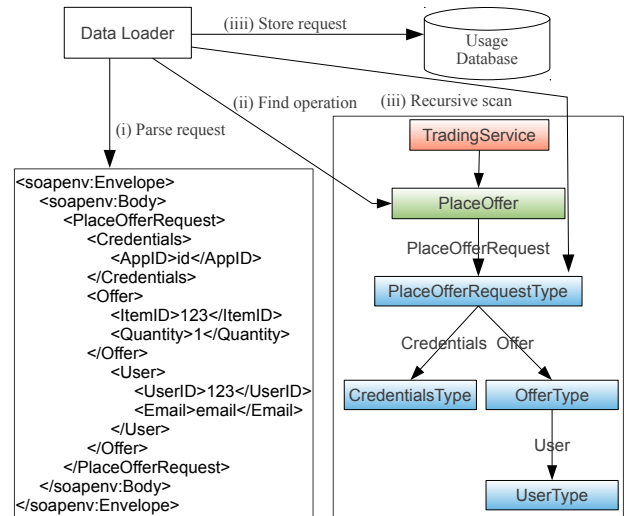 Data Loader
(iiii) Store request
Usage
Database
(ii) Find operation
(iii) Recursive scan
(i) Parse request
<soapenv:Envelope>
<soapenv:Body>
<PlaceOfferRequest>
<Credentials>
<AppID>id</AppID>
</Credentials>
<Offer>
<ItemID>123</ItemID>
<Quantity>1</Quantity>
</Offer>
<User>
<UserID>123</UserID>
<Email>email</Email>
</User>
</Offer>
</PlaceOfferRequest>
</soapenv:Body>
</soapenv:Envelope>
TradingService
PlaceOffer
PlaceOfferRequest
PlaceOfferRequestType
Credentials Offer
CredentialsType
OfferType
User
UserType